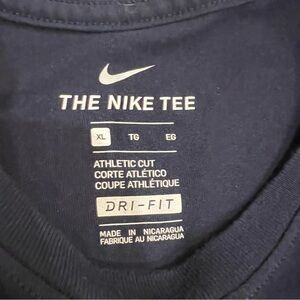 THE NIKE TEE
XL TG EG
ATHLETIC CUT
CORTE ATLÉTICO
COUPE ATHLÉTIQUE
DRI-FIT
MADE IN NICARAGUA
FABRIQUÉ AU NICARAGUA